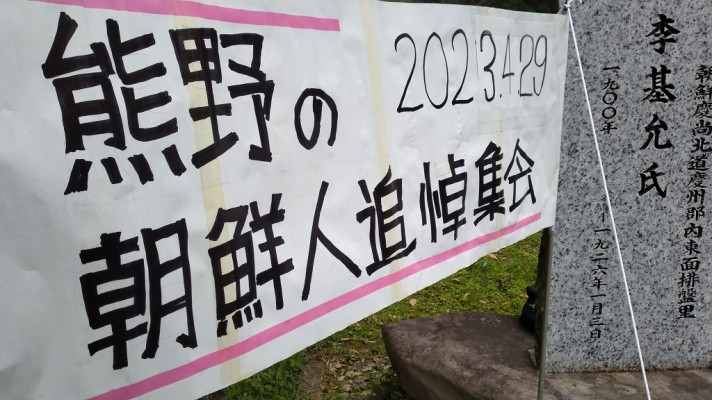 熊野の
2023.4.29
朝鮮人追悼集会
朝鮮慶尚北道慶州郡内東面排盤里
李基允氏
一九〇〇年
ー一九二六年一月三日